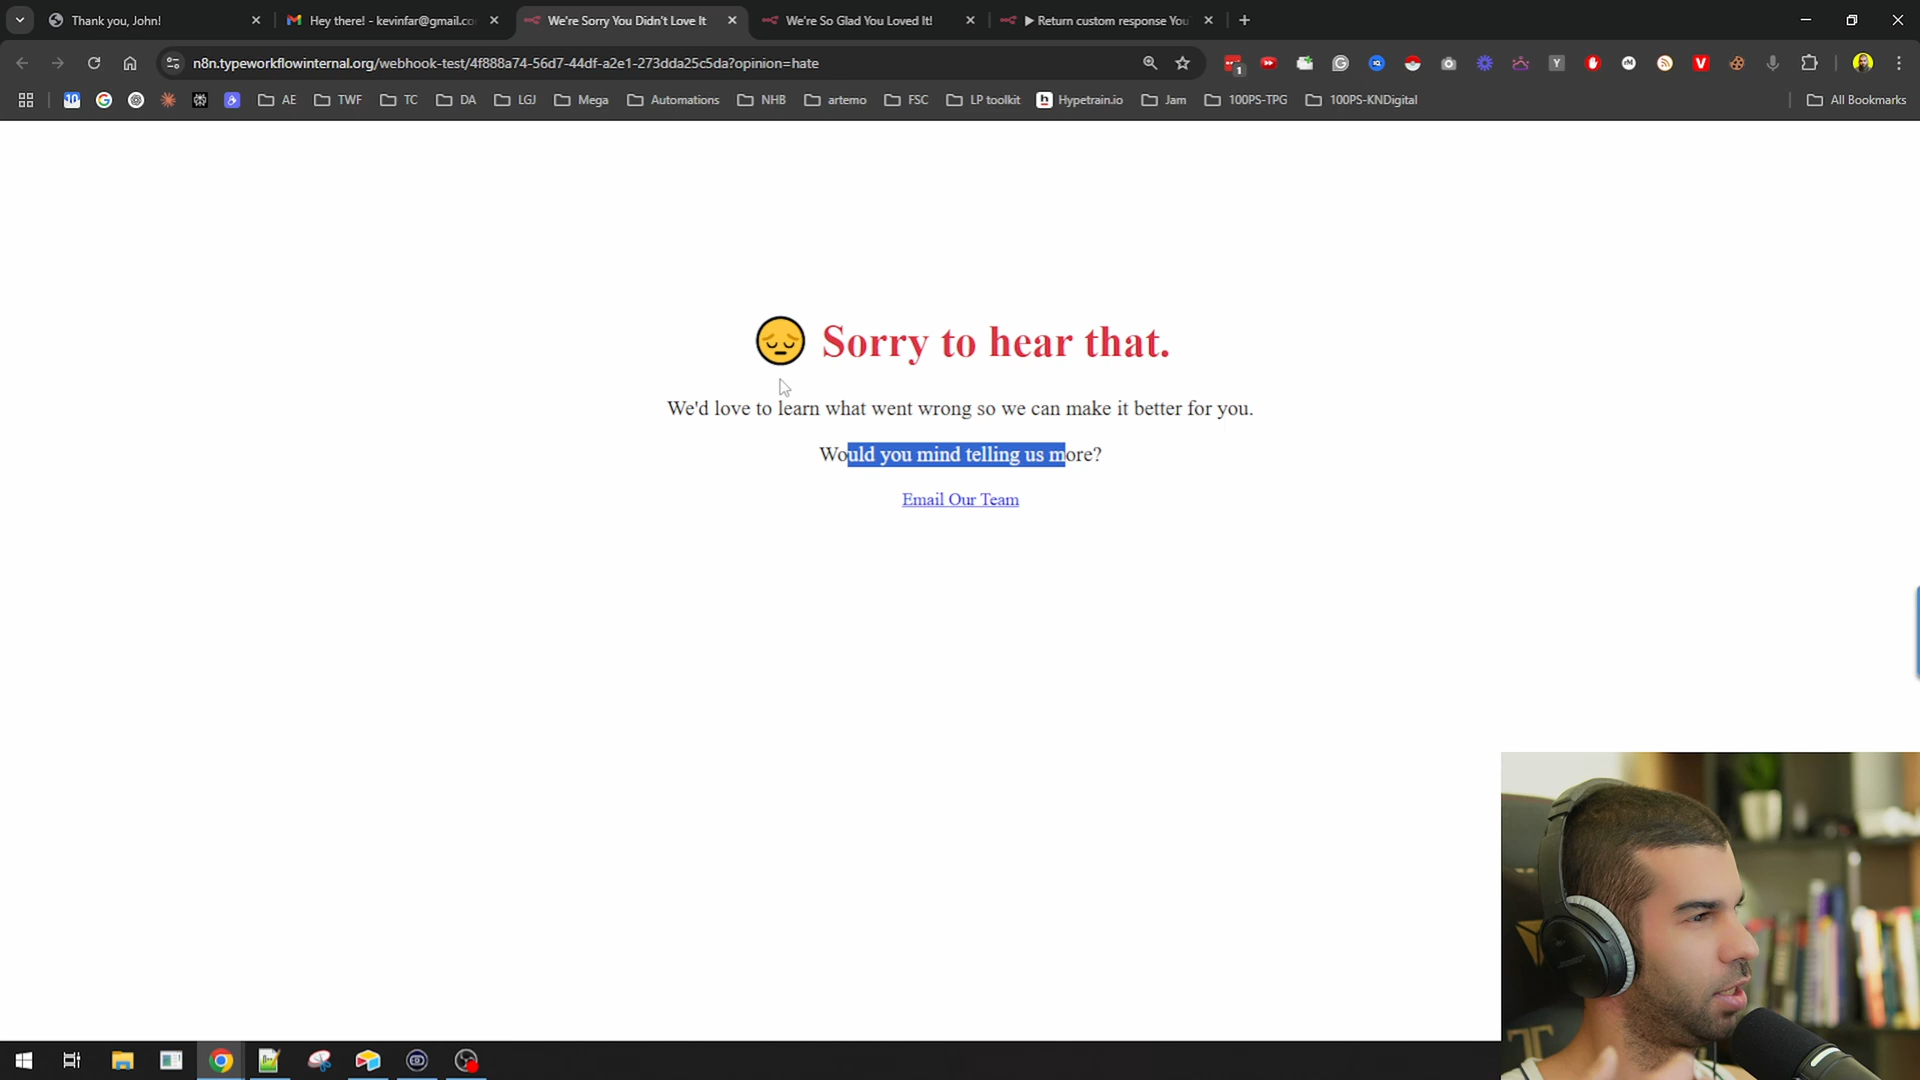 Thank you, John!
Hey there! - kevinfar@gmail.co
We're Sorry You Didn't Love It
We're So Glad You Loved It!
Return custom response You
n8n.typeworkflowinternal.org/webhook-test/4f888a74-56d7-44df-a2e1-273dda25c5da?opinion=hate
AE
TWF
TC
DA
LGJ
Mega
Automations
NHB
artemo
FSC
LP toolkit
Hypetrain.io
Jam
100PS-TPG
100PS-KNDigital
All Bookmarks
Sorry to hear that.
We'd love to learn what went wrong so we can make it better for you.
Would you mind telling us more?
Email Our Team